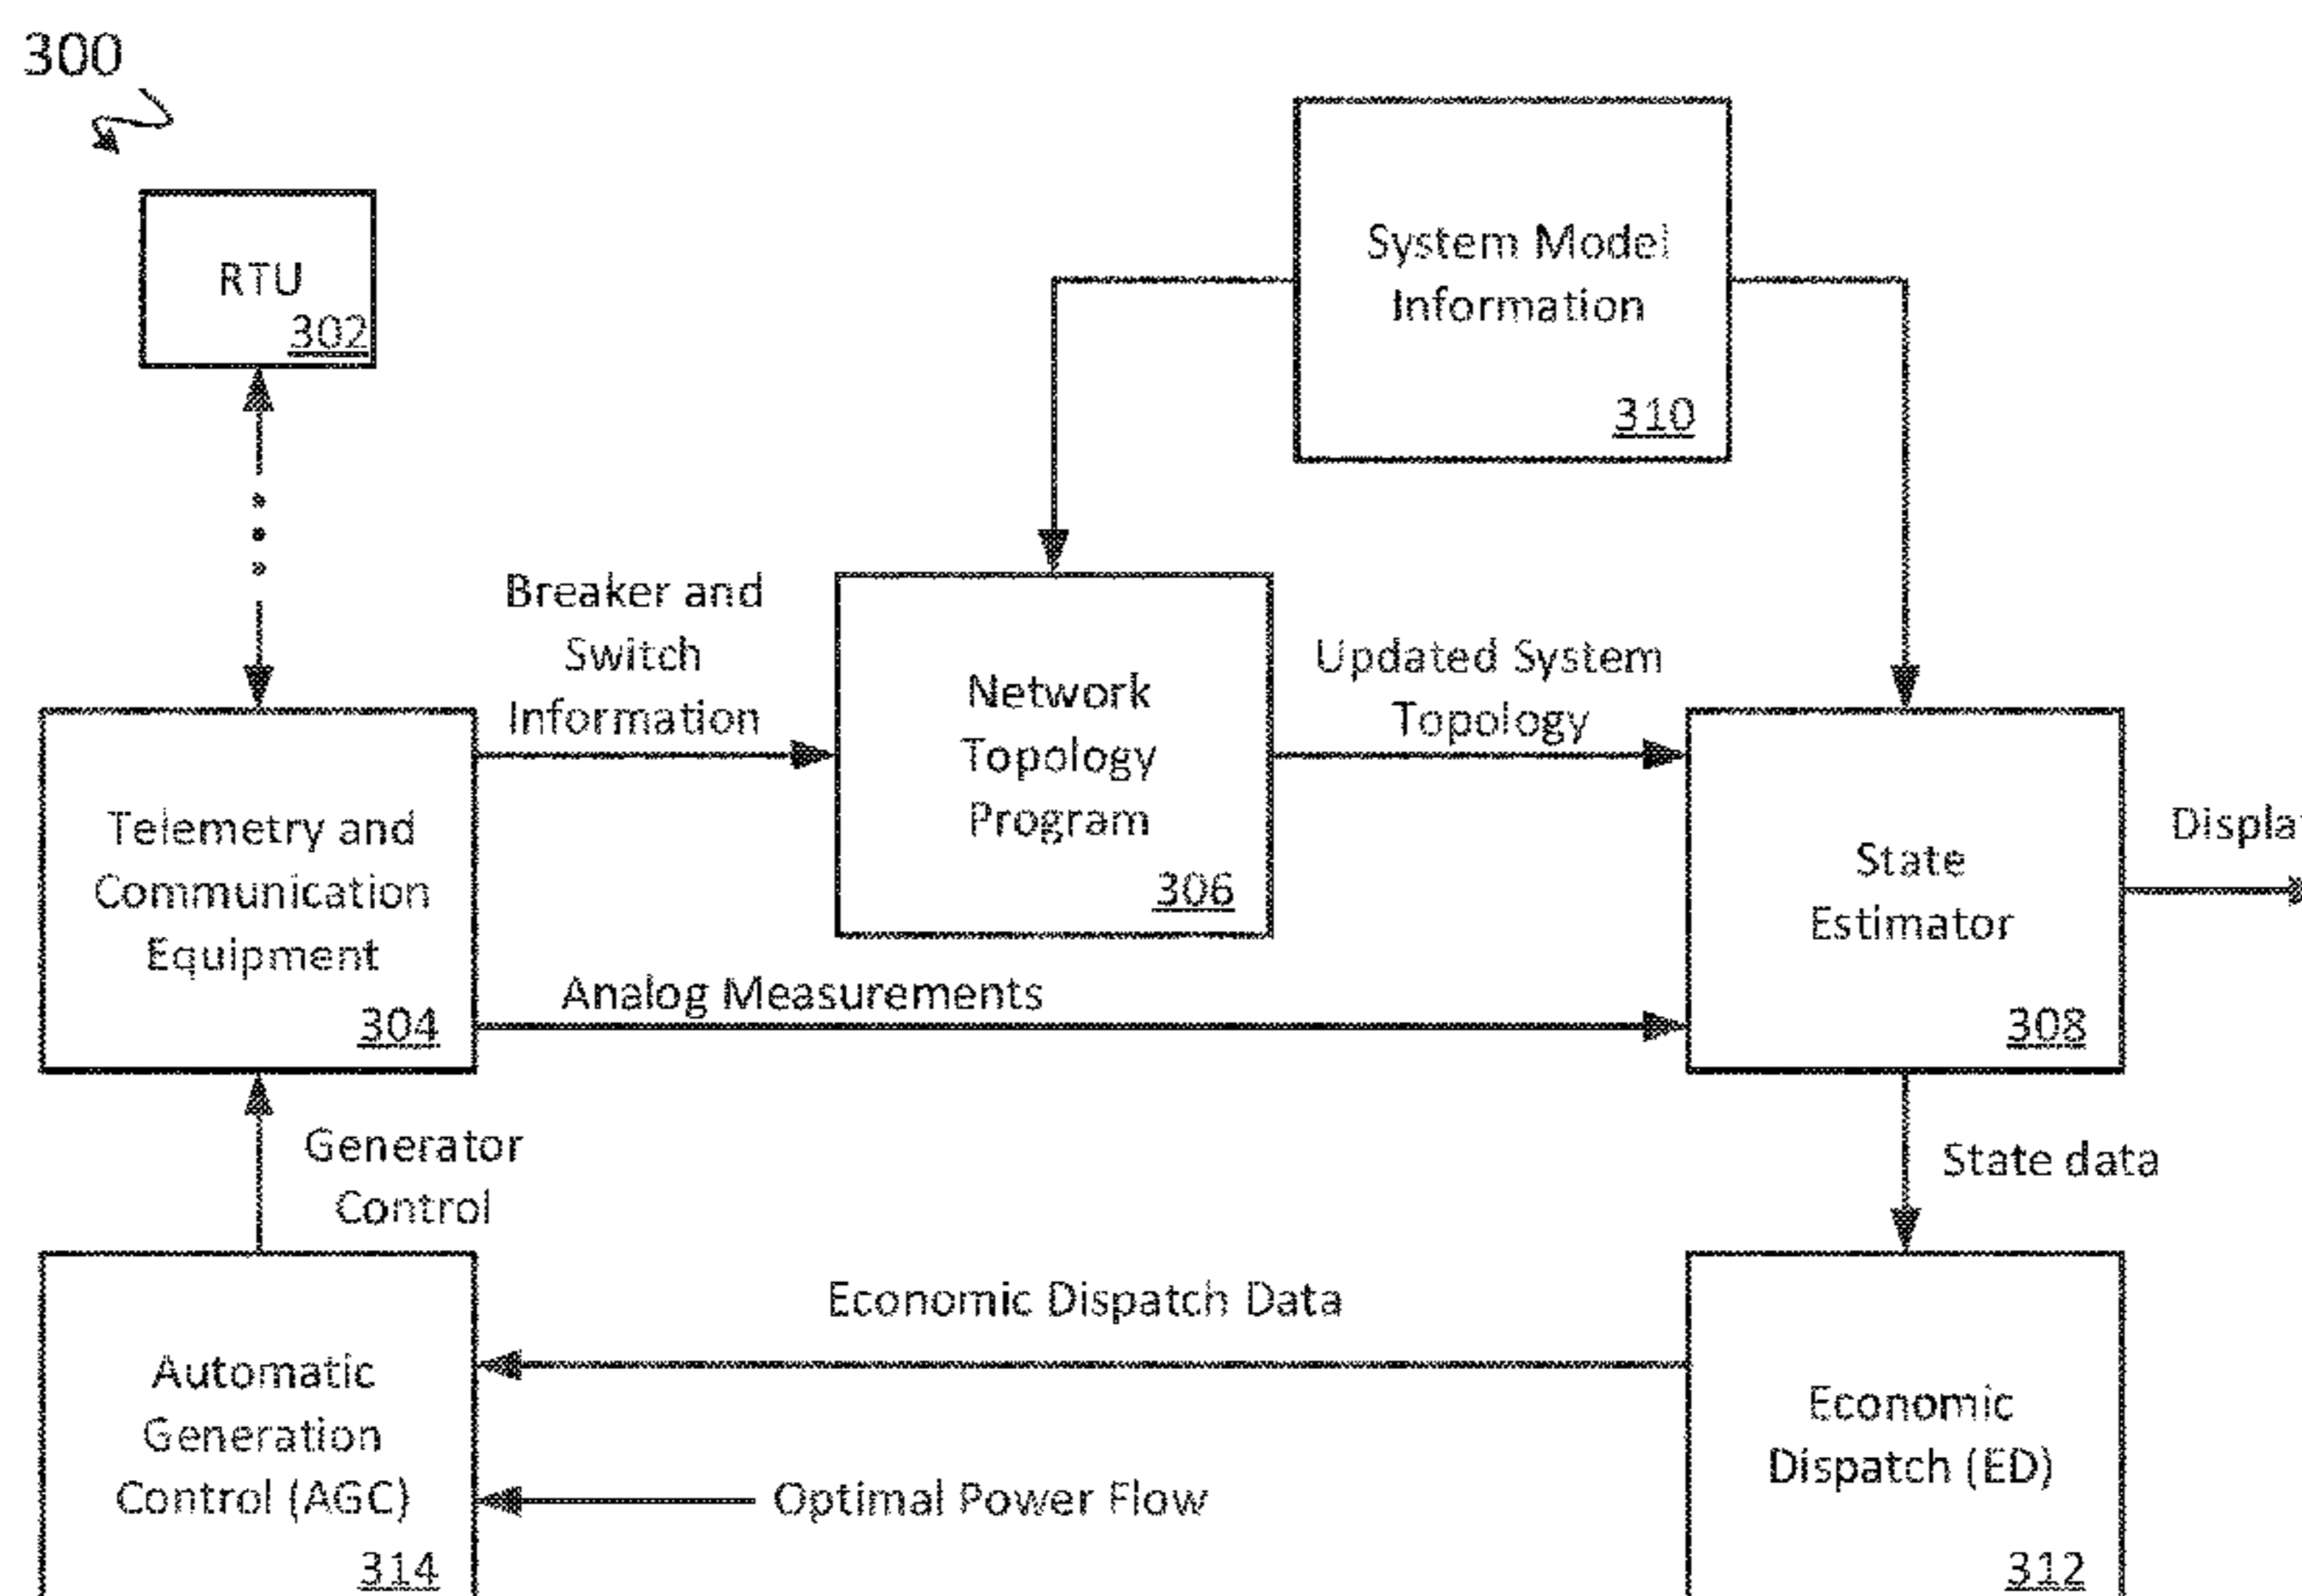 300
RTU
302
System Model
Information
310
Breaker and
Switch
Information
Network
Topology
Program
306
Updated System
Topology
Telemetry and
Communication
Equipment
304
Analog Measurements
State
Estimator
308
Generator
Control
State data
Automatic
Generation
Control (AGC)
314
Economic Dispatch Data
Optimal Power Flow
Economic
Dispatch (ED)
312